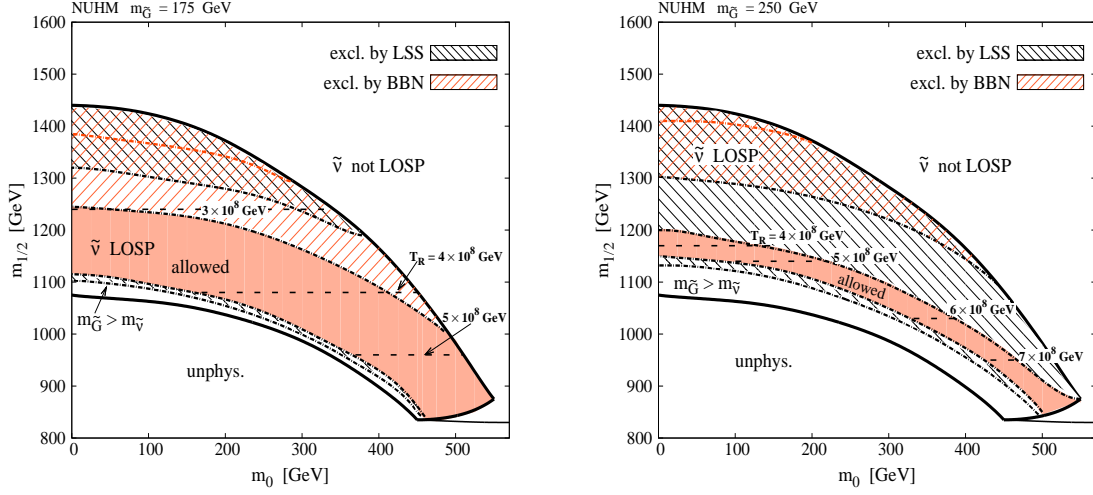 NUHM m_G̃ = 175 GeV
1600
1500
1400
1300
1200
1100
1000
900
800
m_1/2 [GeV]
excl. by LSS
excl. by BBN
ν̃ not LOSP
3 × 10^8 GeV
ν̃ LOSP
allowed
T_R = 4 × 10^8 GeV
m_G̃ > m_ν̃
5 × 10^8 GeV
unphys.
0 100 200 300 400 500
m_0 [GeV]
NUHM m_G̃ = 250 GeV
1600
1500
1400
1300
1200
1100
1000
900
800
m_1/2 [GeV]
excl. by LSS
excl. by BBN
ν̃ LOSP
ν̃ not LOSP
T_R = 4 × 10^8 GeV
5 × 10^8 GeV
m_G̃ > m_ν̃
allowed
6 × 10^8 GeV
7 × 10^8 GeV
unphys.
0 100 200 300 400 500
m_0 [GeV]